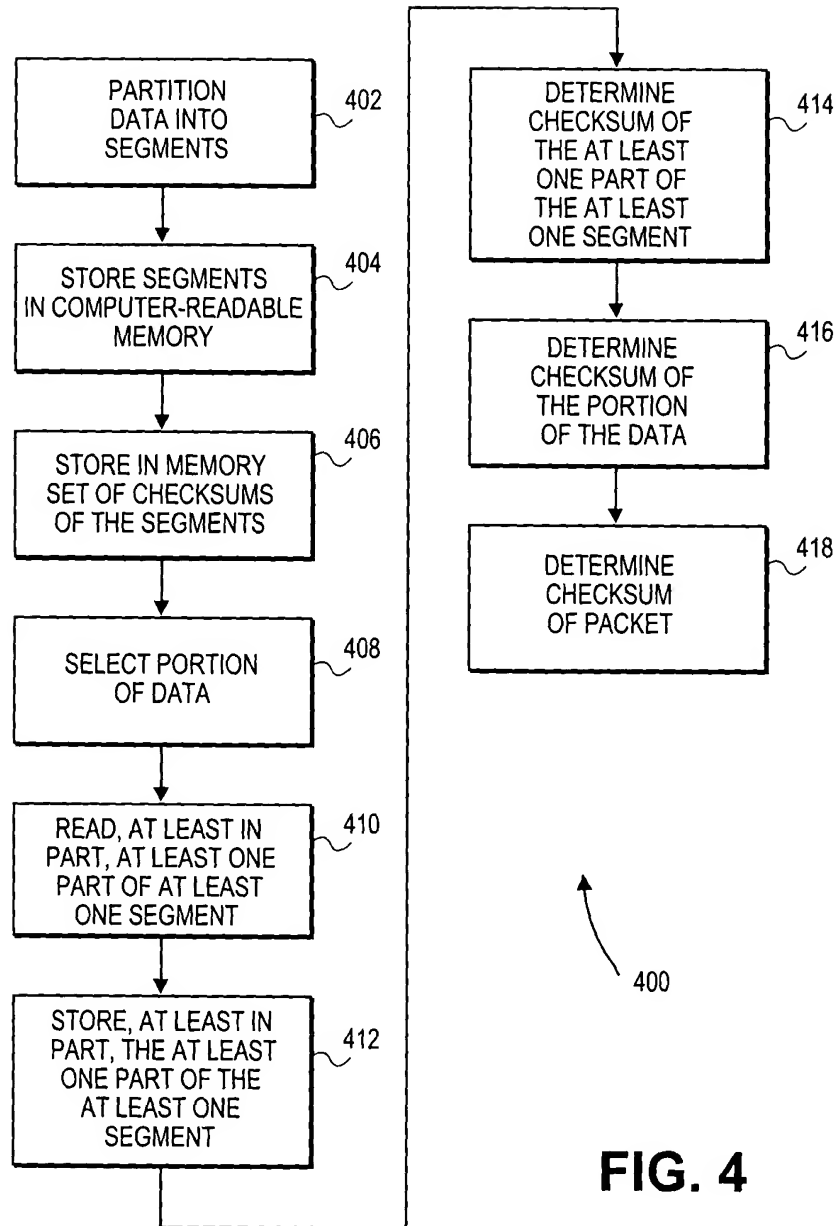 PARTITION
DATA INTO
SEGMENTS
402
STORE SEGMENTS
IN COMPUTER-READABLE
MEMORY
404
STORE IN MEMORY
SET OF CHECKSUMS
OF THE SEGMENTS
406
SELECT PORTION
OF DATA
408
READ, AT LEAST IN
PART, AT LEAST ONE
PART OF AT LEAST
ONE SEGMENT
410
STORE, AT LEAST IN
PART, THE AT LEAST
ONE PART OF THE
AT LEAST ONE
SEGMENT
412
DETERMINE
CHECKSUM OF
THE AT LEAST
ONE PART OF
THE AT LEAST
ONE SEGMENT
414
DETERMINE
CHECKSUM OF
THE PORTION
OF THE DATA
416
DETERMINE
CHECKSUM
OF PACKET
418
400
FIG. 4